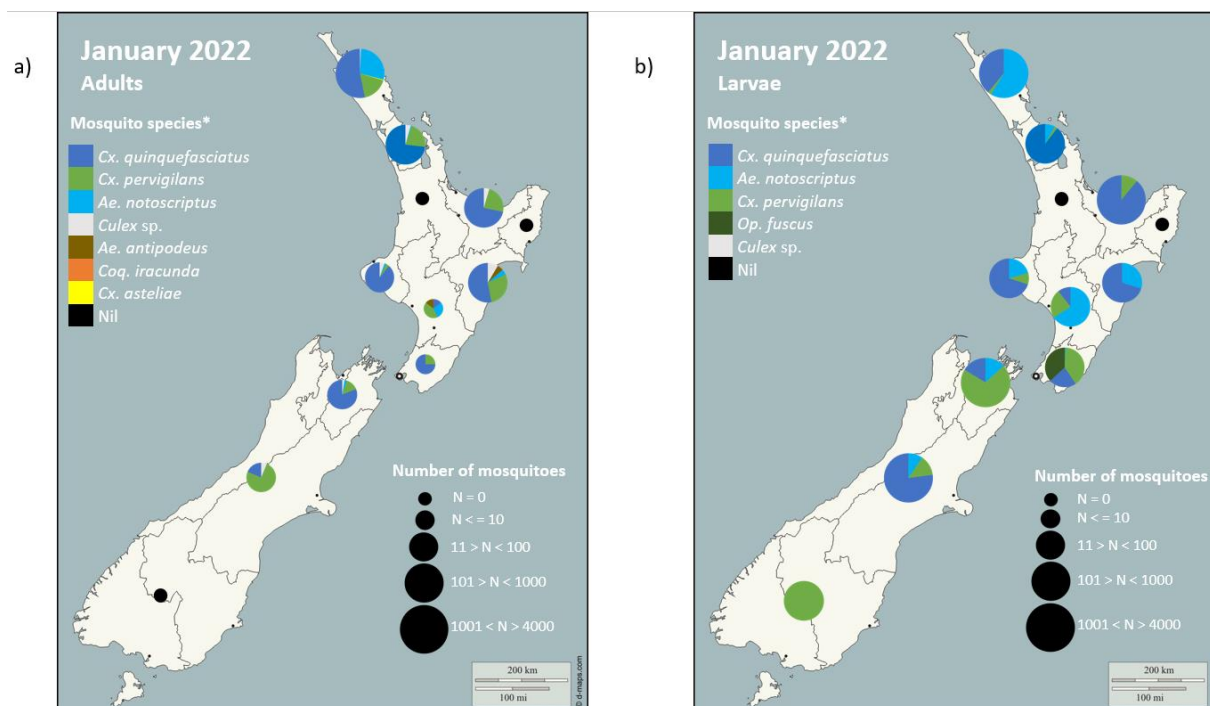 a)
January 2022
Adults
Mosquito species*
Cx. quinquefasciatus
Cx. pervigilans
Ae. notoscriptus
Culex sp.
Ae. antipodeus
Coq. iracunda
Cx. asteliae
Nil
Number of mosquitoes
N = 0
N < = 10
11 > N < 100
101 > N < 1000
1001 < N > 4000
200 km
100 mi
© d-maps.com
b)
January 2022
Larvae
Mosquito species*
Cx. quinquefasciatus
Ae. notoscriptus
Cx. pervigilans
Op. fuscus
Culex sp.
Nil
Number of mosquitoes
N = 0
N < = 10
11 > N < 100
101 > N < 1000
1001 < N > 4000
200 km
100 mi